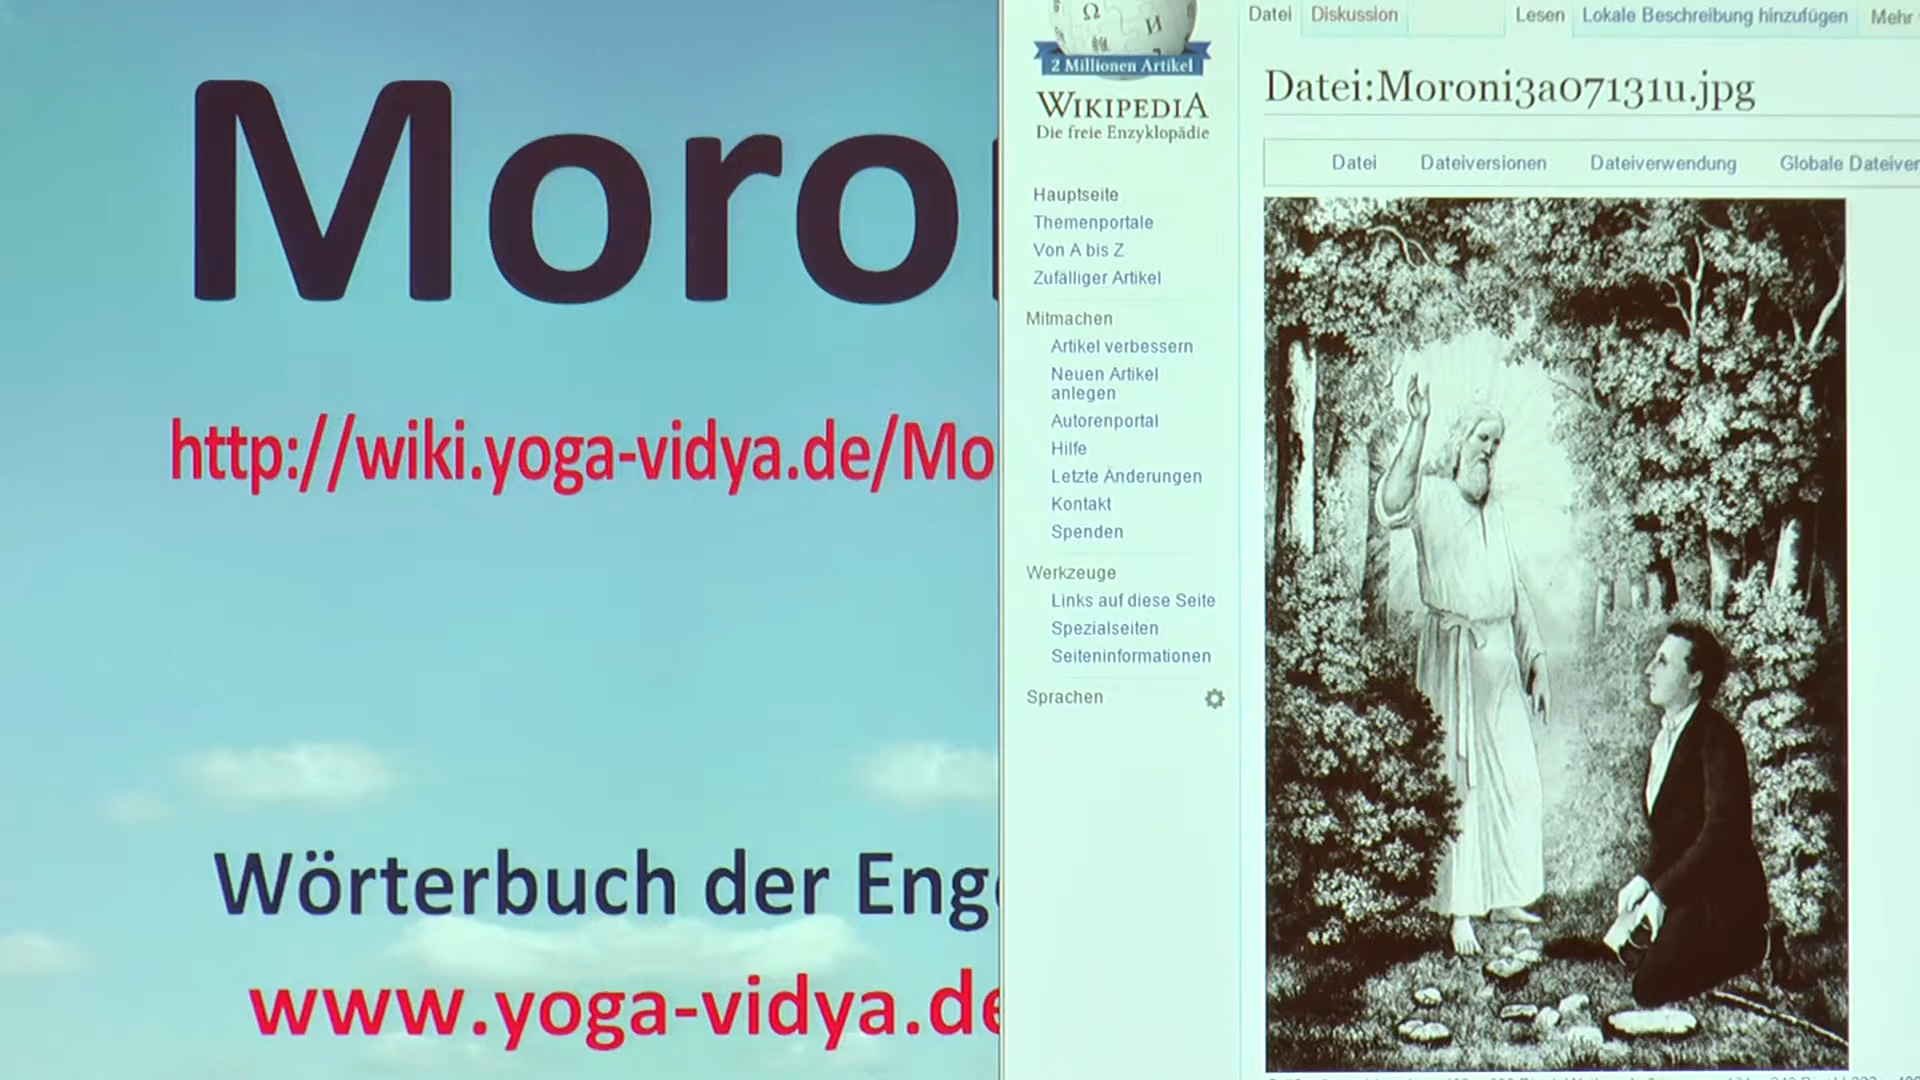 Moro
http://wiki.yoga-vidya.de/Mo
Wörterbuch der Enge
www.yoga-vidya.de
2 Millionen Artikel
WIKIPEDIA
Die freie Enzyklopädie
Hauptseite
Themenportale
Von A bis Z
Zufälliger Artikel
Mitmachen
Artikel verbessern
Neuen Artikel
anlegen
Autorenportal
Hilfe
Letzte Änderungen
Kontakt
Spenden
Werkzeuge
Links auf diese Seite
Spezialseiten
Seiteninformationen
Sprachen
Datei Diskussion Lesen Lokale Beschreibung hinzufügen Mehr
Datei:Moroni3a07131u.jpg
Datei Dateiversionen Dateiverwendung Globale Dateiver